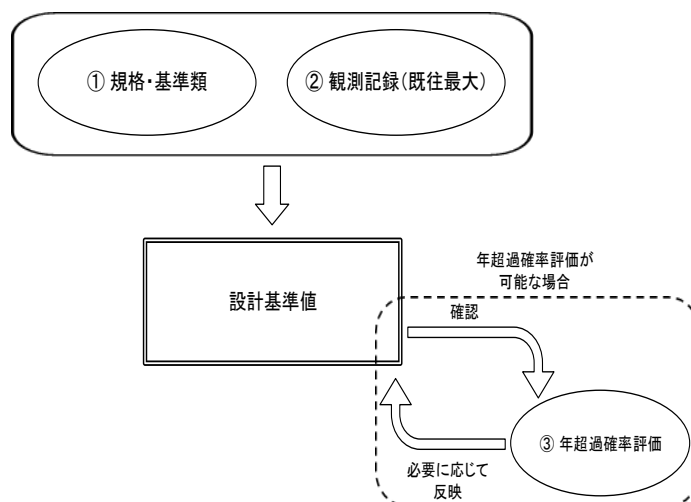 ① 規格・基準類
② 観測記録(既往最大)
設計基準値
年超過確率評価が
可能な場合
確認
③ 年超過確率評価
必要に応じて
反映